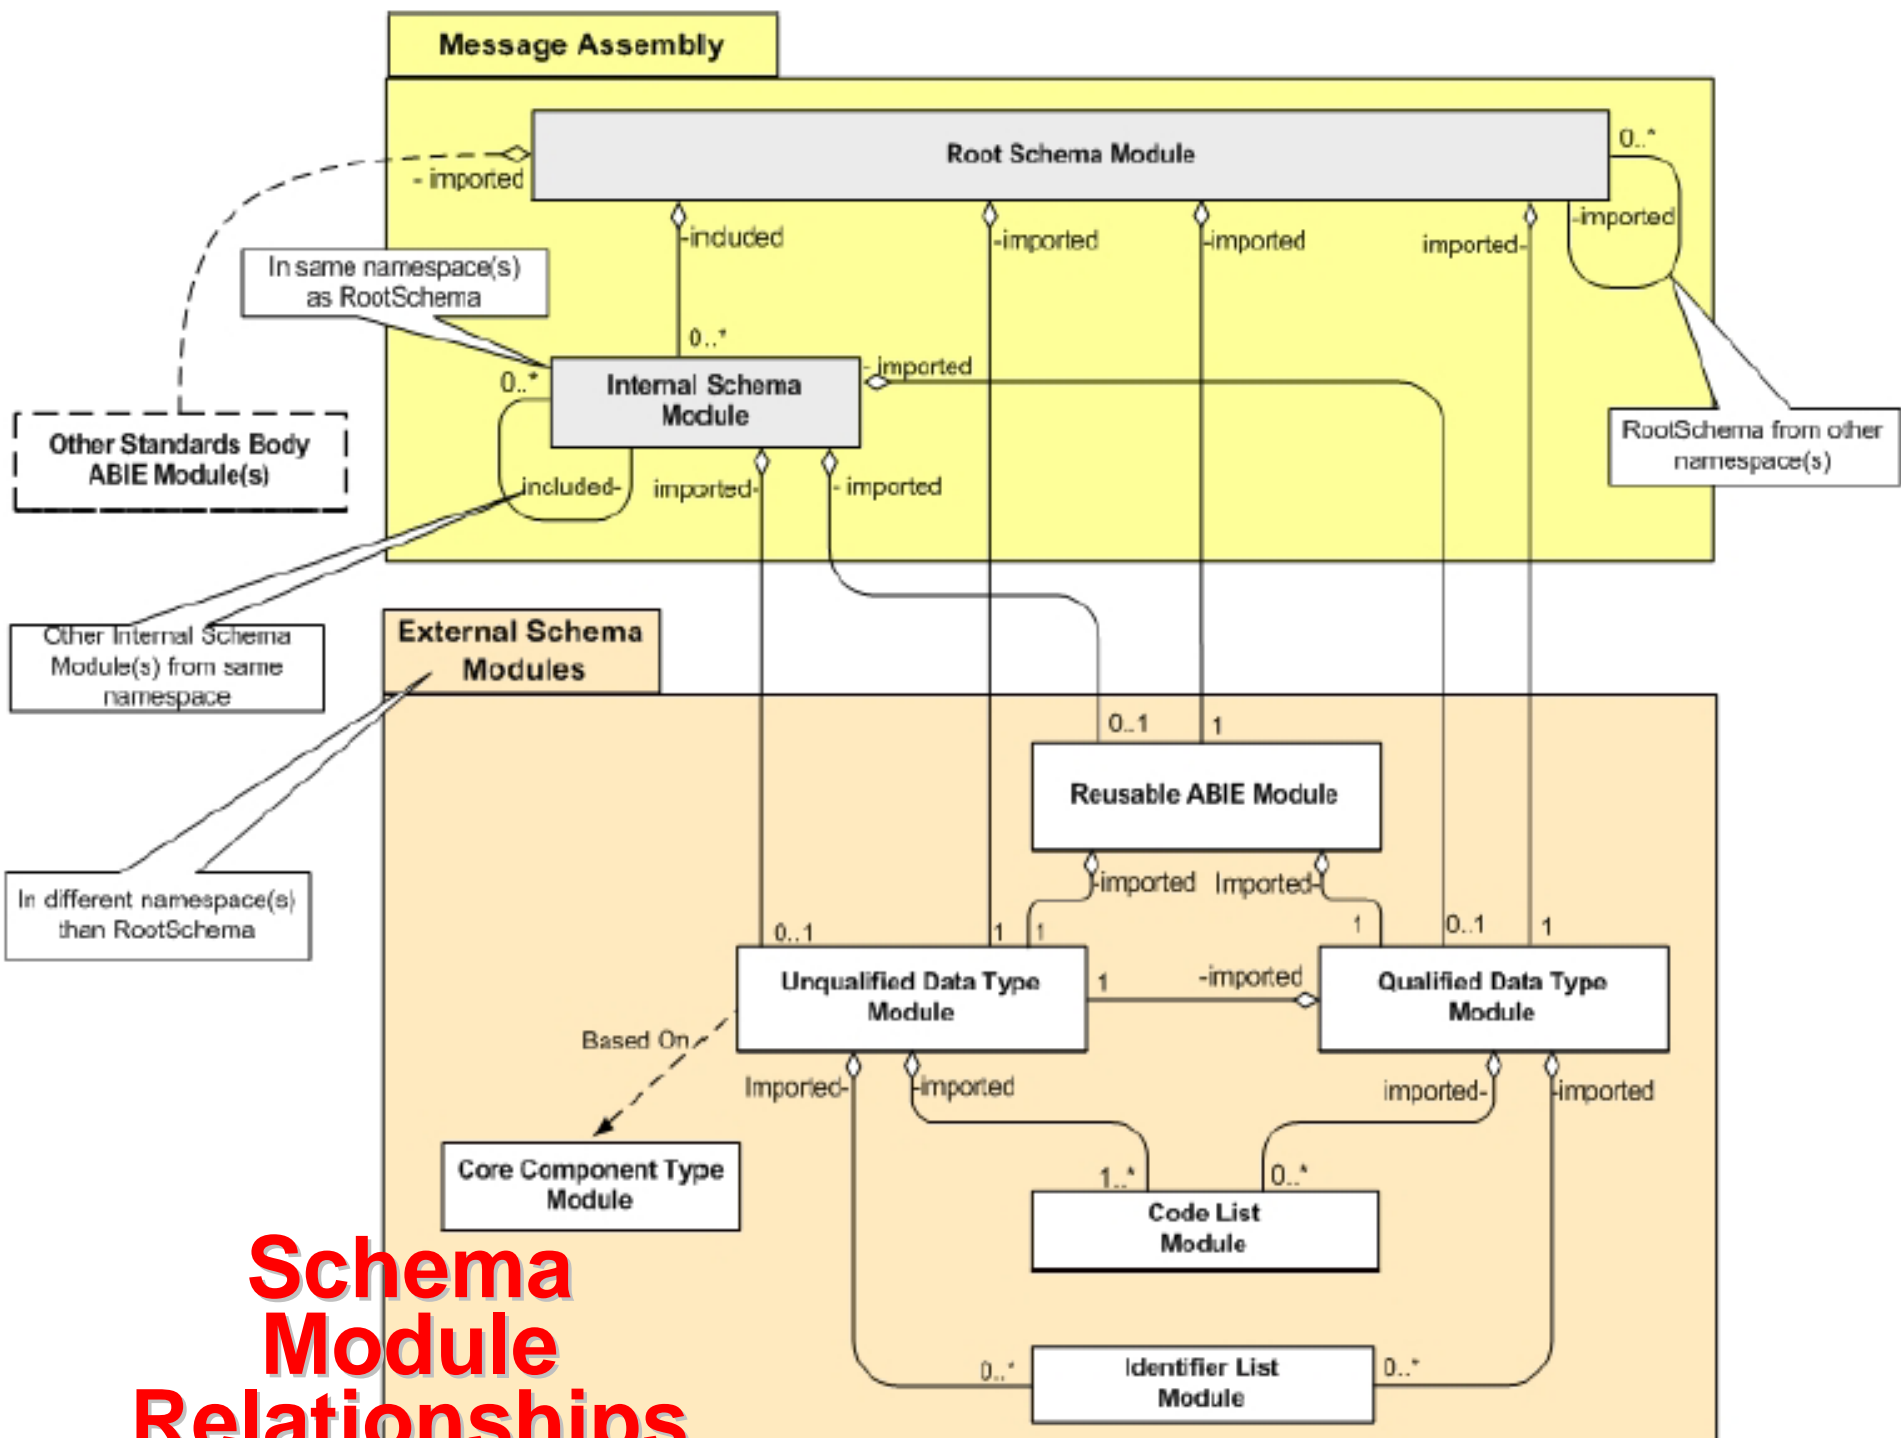 Message Assembly
Root Schema Module
0..*
- imported
-imported
-included
-imported
-imported
imported-
In same namespace(s)
as RootSchema
0..*
- imported
0..*
Internal Schema
Module
Other Standards Body
ABIE Module(s)
RootSchema from other
namespace(s)
included-
imported-
- imported
Other Internal Schema
Module(s) from same
namespace
External Schema
Modules
0..1
1
Reusable ABIE Module
In different namespace(s)
than RootSchema
-imported
Imported-
0..1
1
1
1
0..1
1
Unqualified Data Type
Module
1
-imported
Qualified Data Type
Module
Based On
Imported-
-imported
imported-
-imported
Core Component Type
Module
1..*
0..*
Code List
Module
0..*
Identifier List
Module
0..*
Schema
Module
Relationships